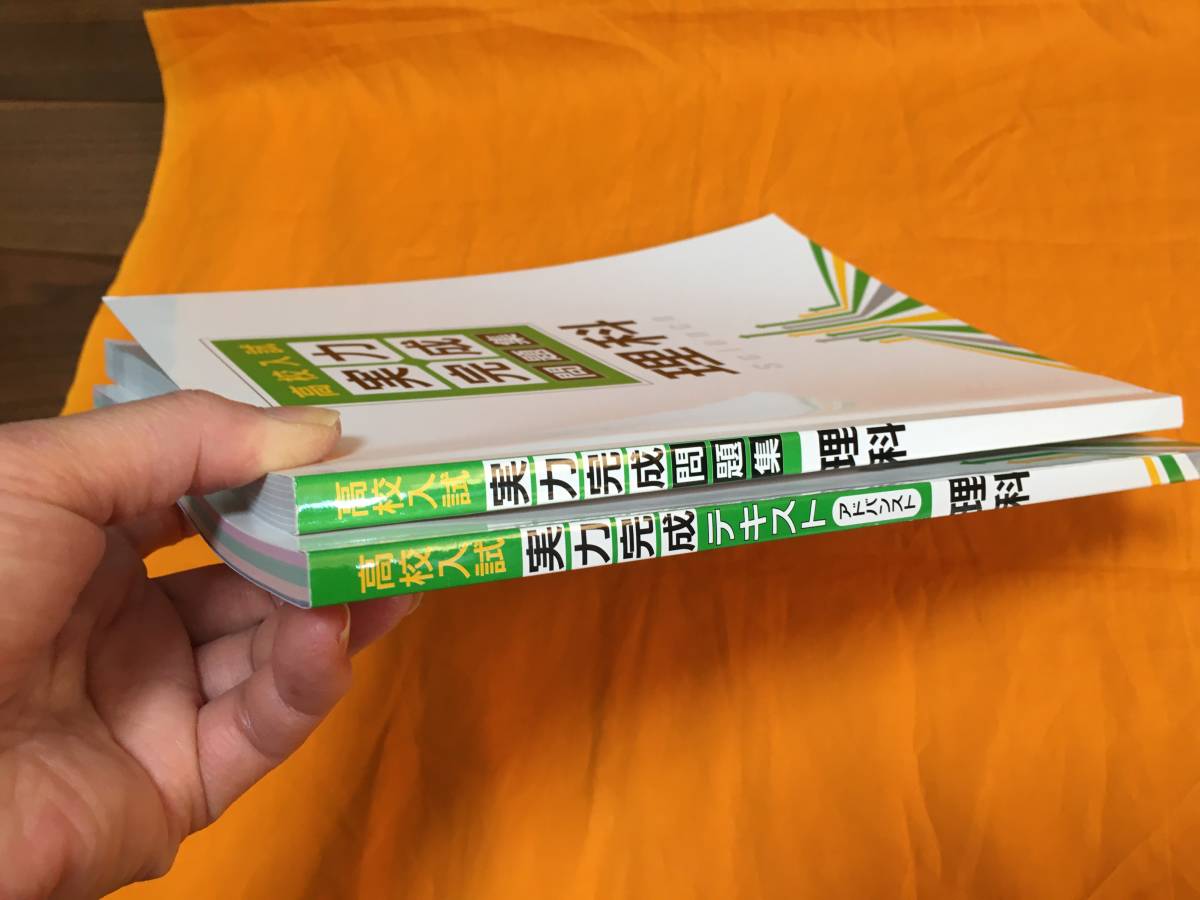 高校入試
実力
完成
問題集
理科
Science
高校入試 実力完成問題集 理科
高校入試 実力完成テキスト アドバンスト 理科